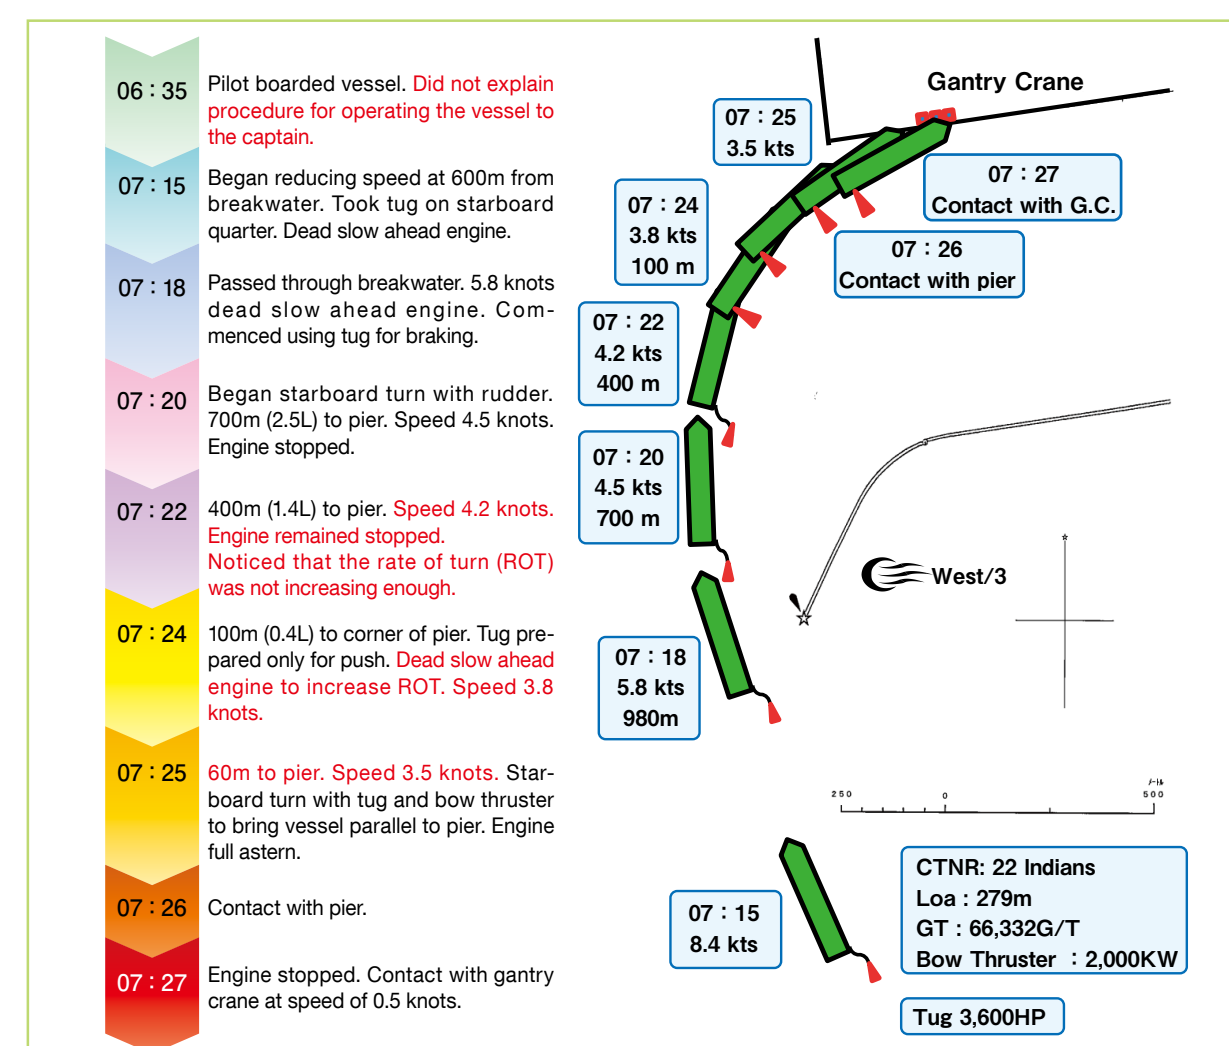 06：35
Pilot boarded vessel. Did not explain
procedure for operating the vessel to
the captain.
07：15
Began reducing speed at 600m from
breakwater. Took tug on starboard
quarter. Dead slow ahead engine.
07：18
Passed through breakwater. 5.8 knots
dead slow ahead engine. Com-
menced using tug for braking.
07：20
Began starboard turn with rudder.
700m (2.5L) to pier. Speed 4.5 knots.
Engine stopped.
07：22
400m (1.4L) to pier. Speed 4.2 knots.
Engine remained stopped.
Noticed that the rate of turn (ROT)
was not increasing enough.
07：24
100m (0.4L) to corner of pier. Tug pre-
pared only for push. Dead slow ahead
engine to increase ROT. Speed 3.8
knots.
07：25
60m to pier. Speed 3.5 knots. Star-
board turn with tug and bow thruster
to bring vessel parallel to pier. Engine
full astern.
07：26
Contact with pier.
07：27
Engine stopped. Contact with gantry
crane at speed of 0.5 knots.
Gantry Crane
07：25
3.5 kts
07：27
Contact with G.C.
07：24
3.8 kts
100 m
07：26
Contact with pier
07：22
4.2 kts
400 m
07：20
4.5 kts
700 m
West/3
07：18
5.8 kts
980m
メートル
250 0 500
07：15
8.4 kts
CTNR: 22 Indians
Loa : 279m
GT : 66,332G/T
Bow Thruster ：2,000KW
Tug 3,600HP